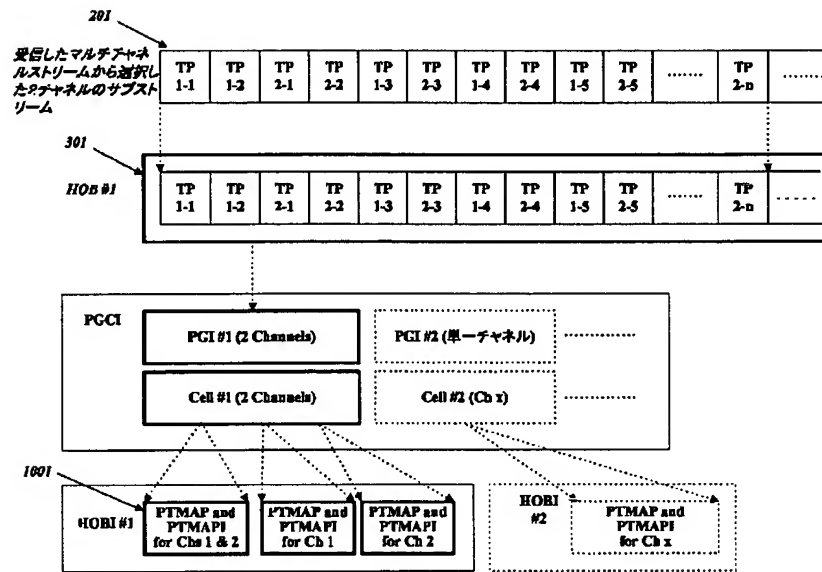 201
受信したマルチチャネ
ルストリームから選択し
た2チャネルのサブスト
リーム
TP 1-1 TP 1-2 TP 2-1 TP 2-2 TP 1-3 TP 2-3 TP 1-4 TP 2-4 TP 1-5 TP 2-5 ........ TP 2-n ........
301
HOB #1
TP 1-1 TP 1-2 TP 2-1 TP 2-2 TP 1-3 TP 2-3 TP 1-4 TP 2-4 TP 1-5 TP 2-5 ........ TP 2-n ........
PGCI
PGI #1 (2 Channels)
PGI #2 (単一チャネル)
Cell #1 (2 Channels)
Cell #2 (Ch x)
1001
HOBI #1
PTMAP and
PTMAPI
for Chs 1 & 2
PTMAP and
PTMAPI
for Ch 1
PTMAP and
PTMAPI
for Ch 2
HOBI
#2
PTMAP and
PTMAPI
for Ch x